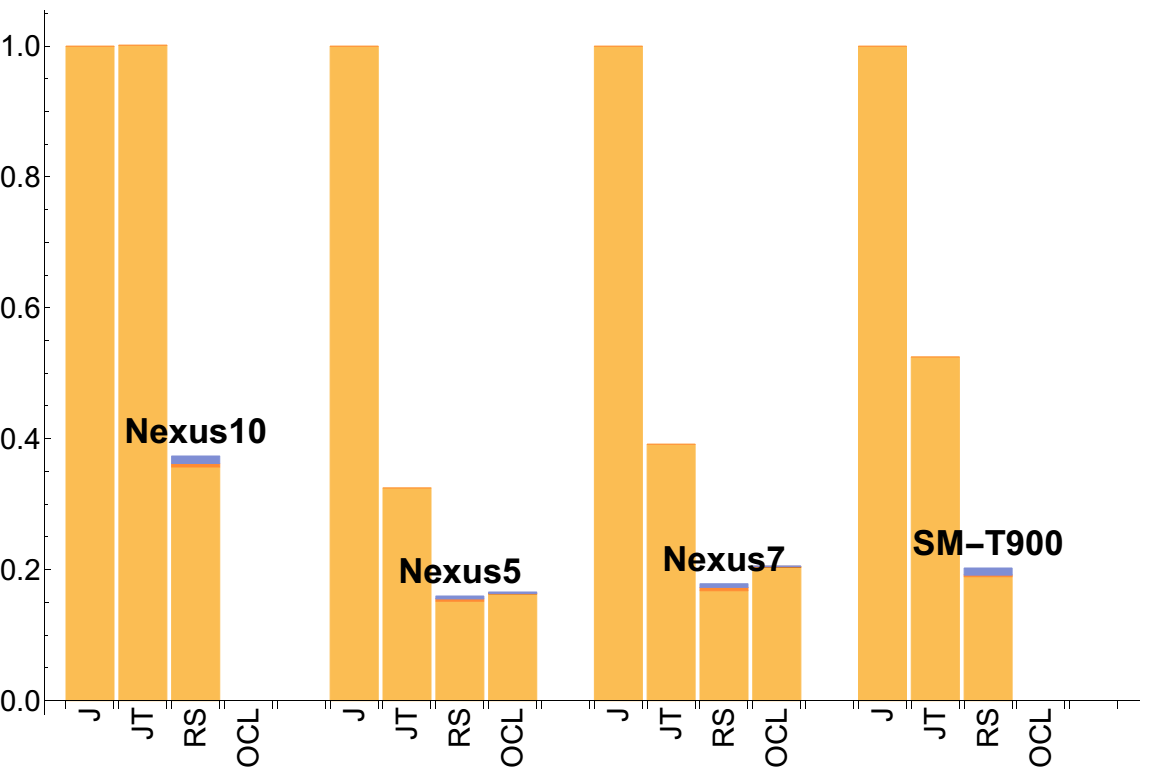 1.0
0.8
0.6
0.4
0.2
0.0
Nexus10
Nexus5
Nexus7
SM-T900
J JT RS OCL J JT RS OCL J JT RS OCL J JT RS OCL